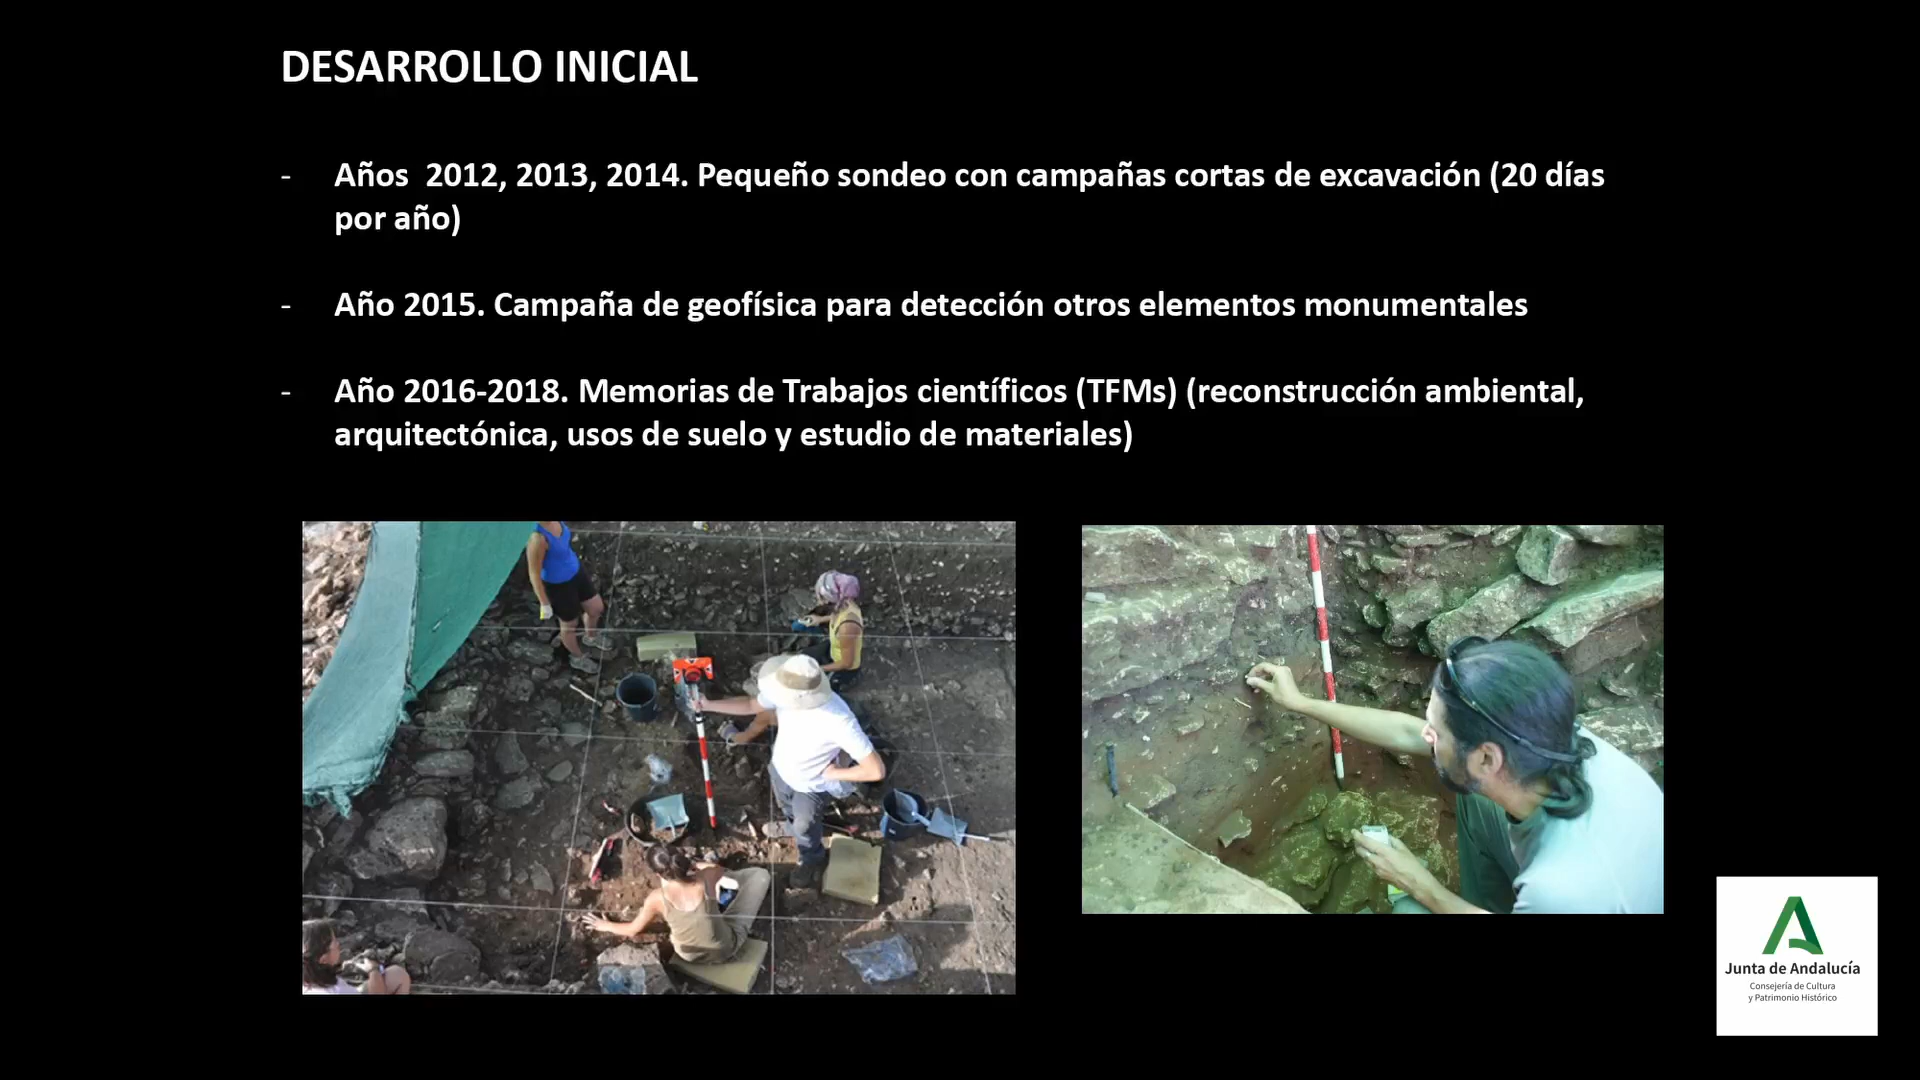 DESARROLLO INICIAL
- Años  2012, 2013, 2014. Pequeño sondeo con campañas cortas de excavación (20 días
por año)
- Año 2015. Campaña de geofísica para detección otros elementos monumentales
- Año 2016-2018. Memorias de Trabajos científicos (TFMs) (reconstrucción ambiental,
arquitectónica, usos de suelo y estudio de materiales)
Junta de Andalucía
Consejería de Cultura
y Patrimonio Histórico